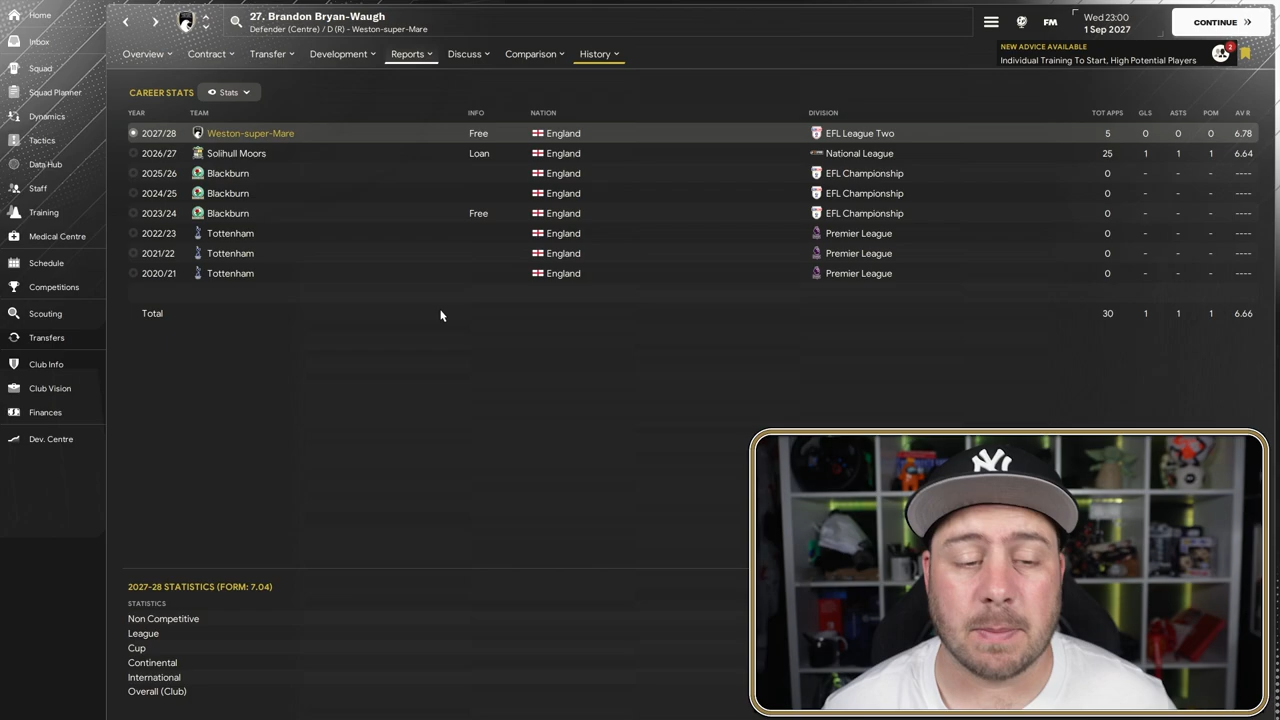 Home
Inbox
Squad
Squad Planner
Dynamics
Tactics
Data Hub
Staff
Training
Medical Centre
Schedule
Competitions
Scouting
Transfers
Club Info
Club Vision
Finances
Dev. Centre
27. Brandon Bryan-Waugh
Defender (Centre) / D (R) - Weston-super-Mare
FM
Wed 23:00
1 Sep 2027
CONTINUE
Overview Contract Transfer Development Reports Discuss Comparison History
NEW ADVICE AVAILABLE
Individual Training To Start, High Potential Players
2
CAREER STATS Stats
YEAR TEAM INFO NATION DIVISION TOT APPS GLS ASTS POM AV R
2027/28 Weston-super-Mare Free England EFL League Two 5 0 0 0 6.78
2026/27 Solihull Moors Loan England National League 25 1 1 1 6.64
2025/26 Blackburn England EFL Championship 0 - - - ----
2024/25 Blackburn England EFL Championship 0 - - - ----
2023/24 Blackburn Free England EFL Championship 0 - - - ----
2022/23 Tottenham England Premier League 0 - - - ----
2021/22 Tottenham England Premier League 0 - - - ----
2020/21 Tottenham England Premier League 0 - - - ----
Total 30 1 1 1 6.66
2027-28 STATISTICS (FORM: 7.04)
STATISTICS
Non Competitive
League
Cup
Continental
International
Overall (Club)
NY